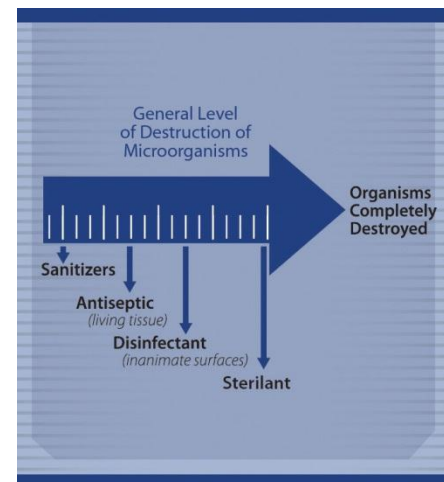 General Level
of Destruction of
Microorganisms
Organisms
Completely
Destroyed
Sanitizers
Antiseptic
(living tissue)
Disinfectant
(inanimate surfaces)
Sterilant